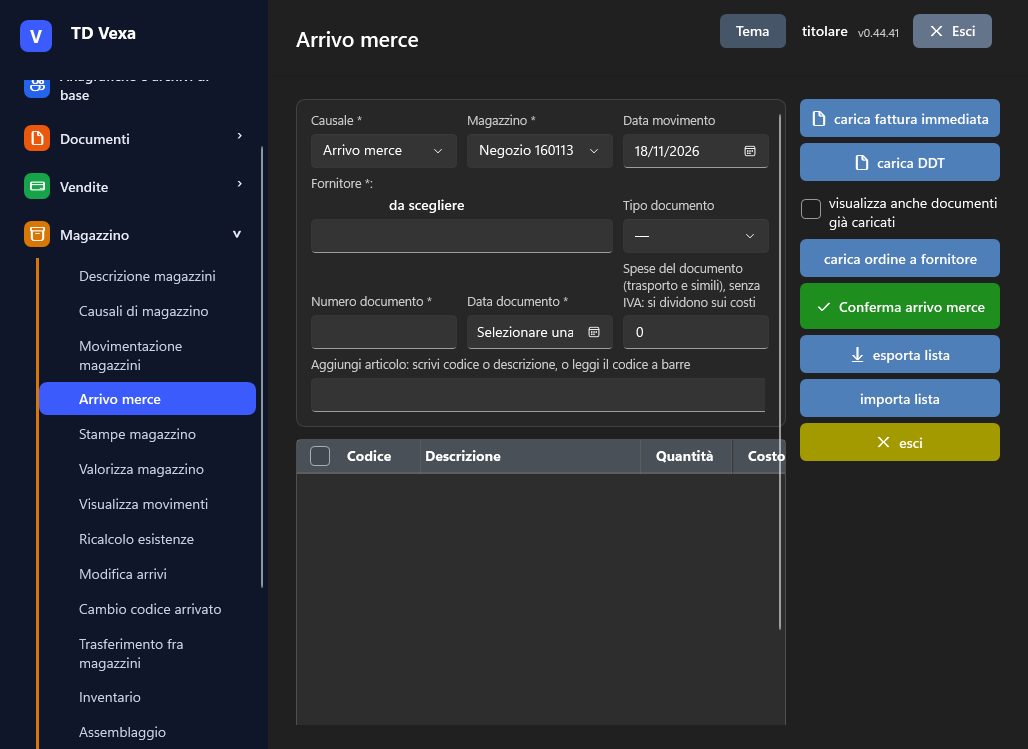 V
TD Vexa
Arrivo merce
Tema
titolare
v0.44.41
Esci
base
Documenti
Vendite
Magazzino
Descrizione magazzini
Causali di magazzino
Movimentazione
magazzini
Arrivo merce
Stampe magazzino
Valorizza magazzino
Visualizza movimenti
Ricalcolo esistenze
Modifica arrivi
Cambio codice arrivato
Trasferimento fra
magazzini
Inventario
Assemblaggio
Causale *
Magazzino *
Data movimento
Arrivo merce
Negozio 160113
18/11/2026
Fornitore *:
da scegliere
Tipo documento
—
Spese del documento
(trasporto e simili), senza
IVA: si dividono sui costi
Numero documento *
Data documento *
Selezionare una
0
Aggiungi articolo: scrivi codice o descrizione, o leggi il codice a barre
Codice
Descrizione
Quantità
Costo
carica fattura immediata
carica DDT
visualizza anche documenti
già caricati
carica ordine a fornitore
Conferma arrivo merce
esporta lista
importa lista
esci